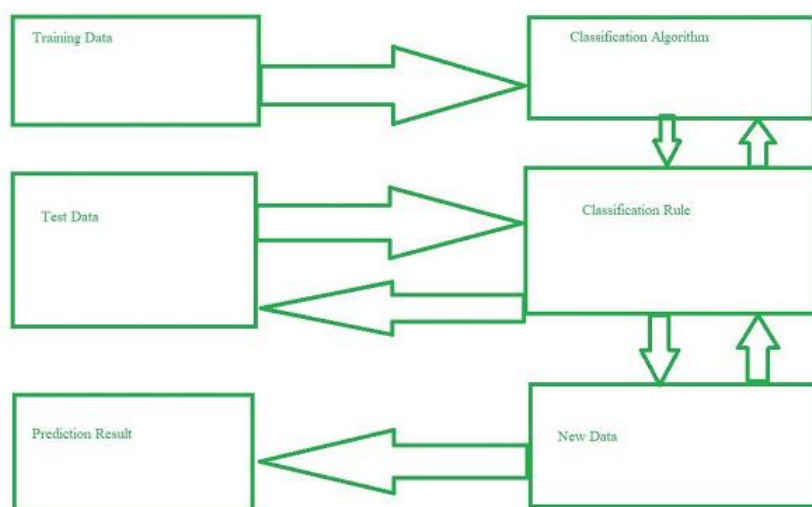 Training Data
Classification Algorithm
Test Data
Classification Rule
Prediction Result
New Data